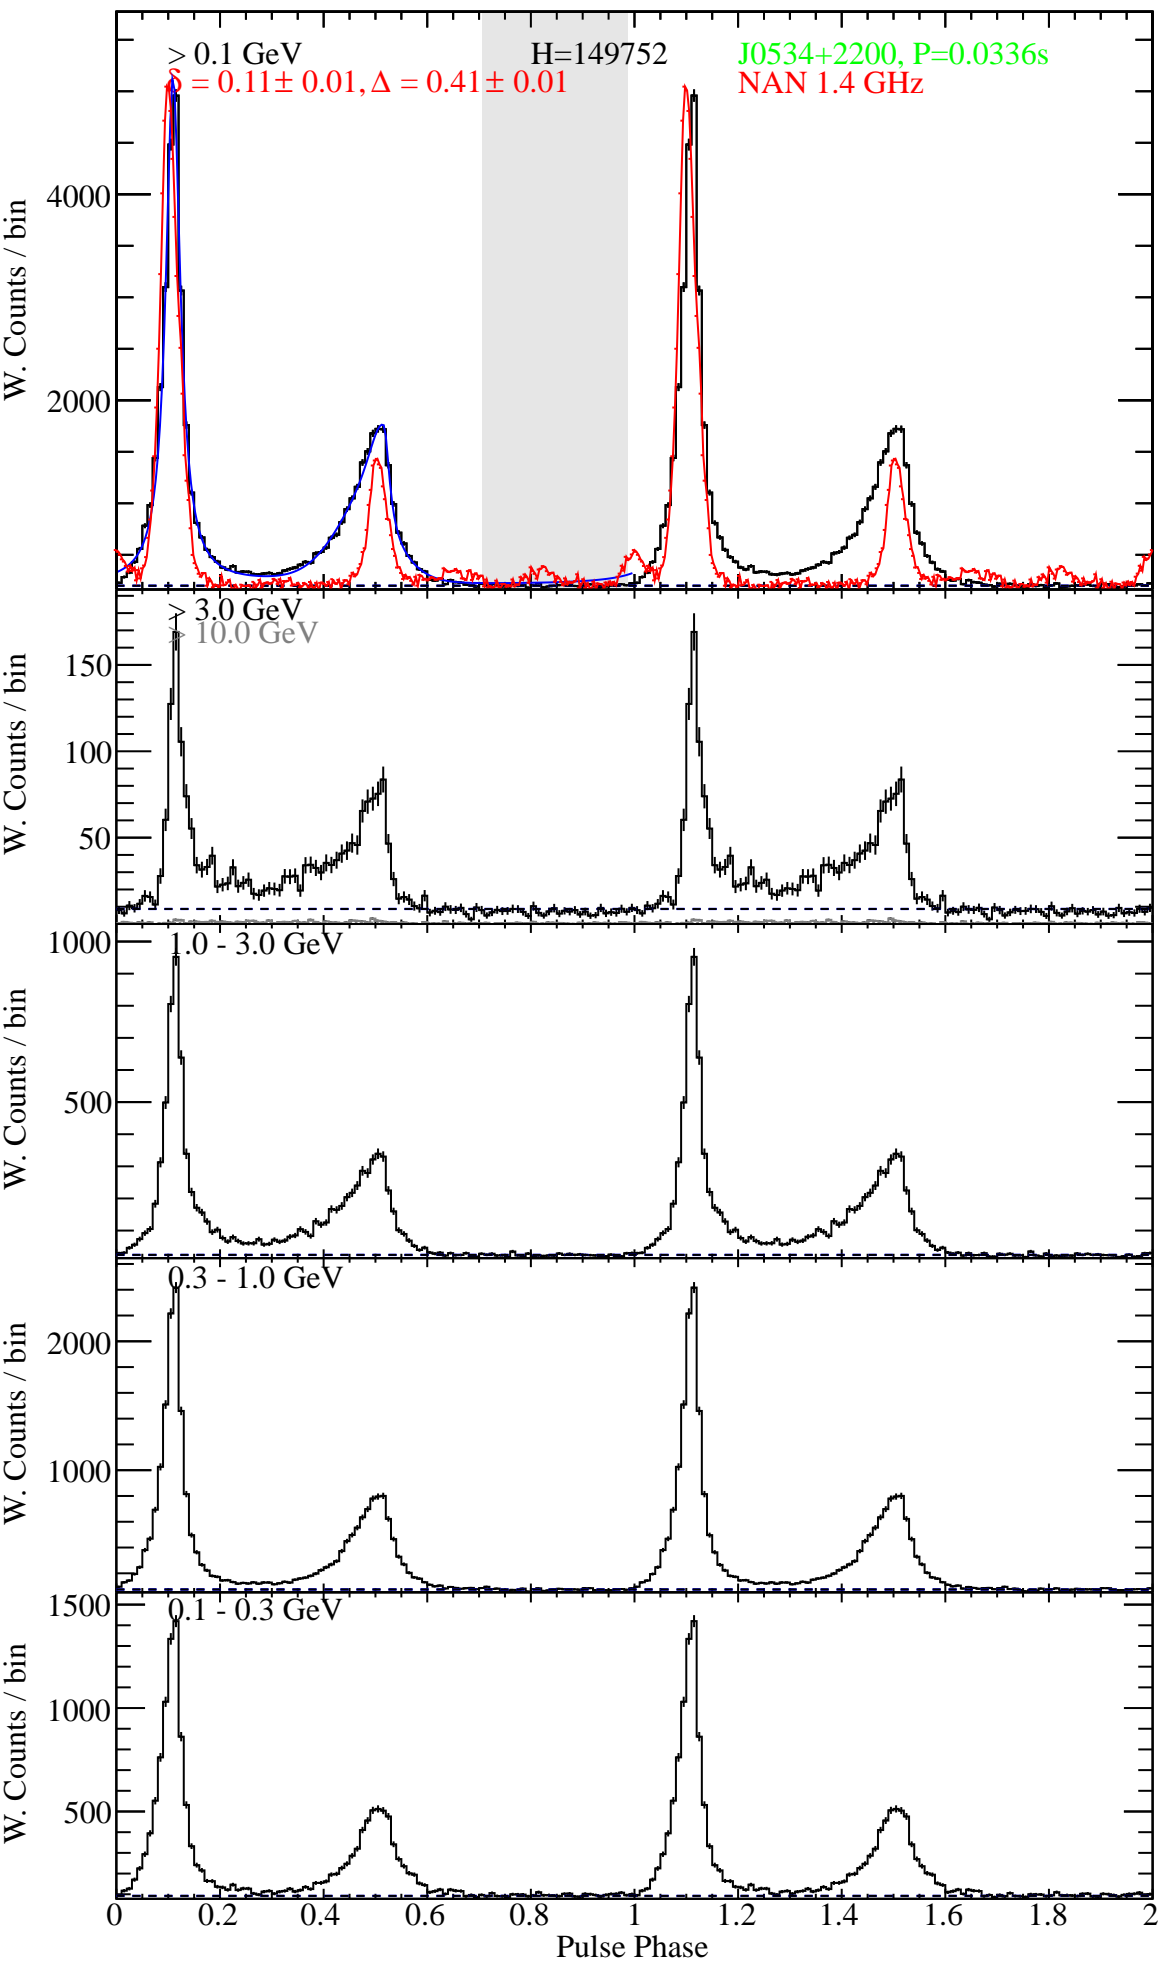 > 0.1 GeV H=149752 J0534+2200, P=0.0336s
δ = 0.11± 0.01, Δ = 0.41± 0.01 NAN 1.4 GHz
4000
2000
W. Counts / bin
> 3.0 GeV
> 10.0 GeV
150
100
50
W. Counts / bin
1.0 - 3.0 GeV
1000
500
W. Counts / bin
0.3 - 1.0 GeV
2000
1000
W. Counts / bin
0.1 - 0.3 GeV
1500
1000
500
W. Counts / bin
0 0.2 0.4 0.6 0.8 1 1.2 1.4 1.6 1.8 2
Pulse Phase